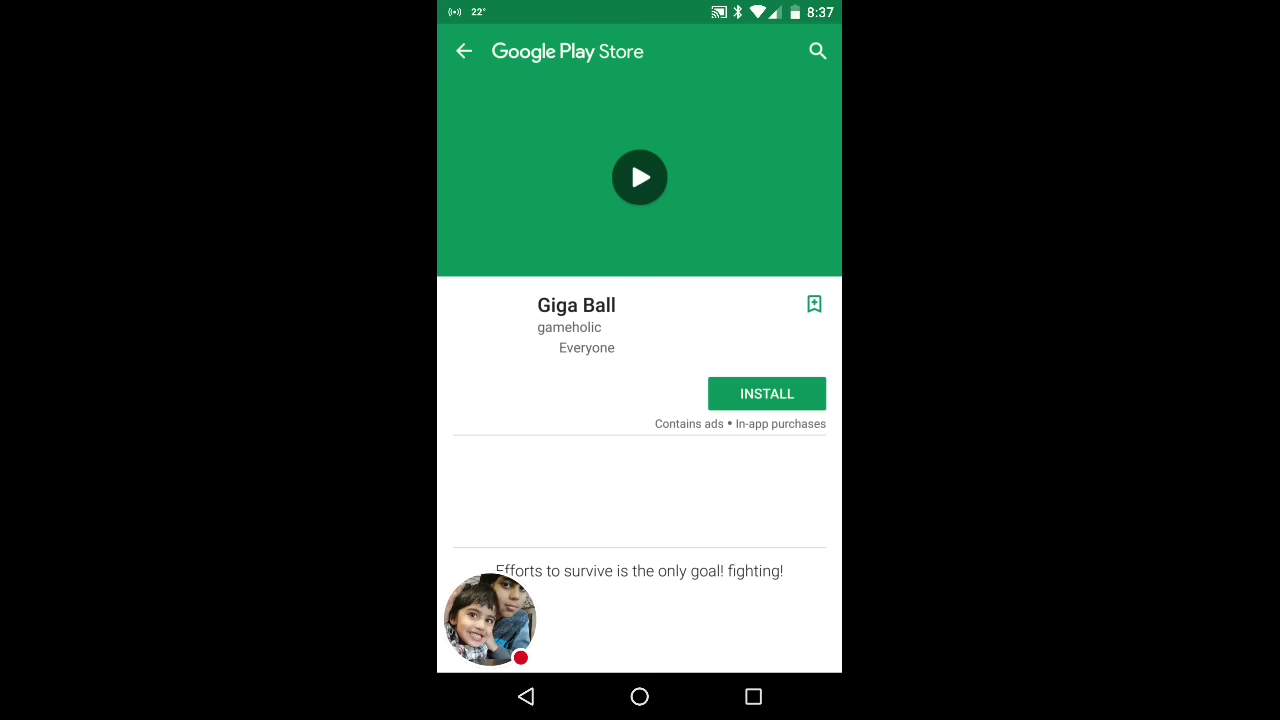 22° 8:37
Google Play Store
Giga Ball
gameholic
Everyone
INSTALL
Contains ads • In-app purchases
Efforts to survive is the only goal! fighting!